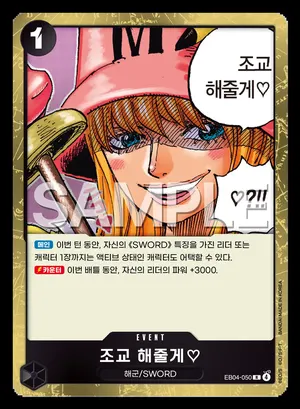 1
조교
해줄게♡
♡?!!
SAMPLE
메인 이번 턴 동안, 자신의 《SWORD》 특징을 가진 리더 또는
캐릭터 1장까지는 액티브 상태인 캐릭터도 어택할 수 있다.
카운터 이번 배틀 동안, 자신의 리더의 파워 +3000.
EVENT
조교 해줄게♡
해군/SWORD
EB04-050 R